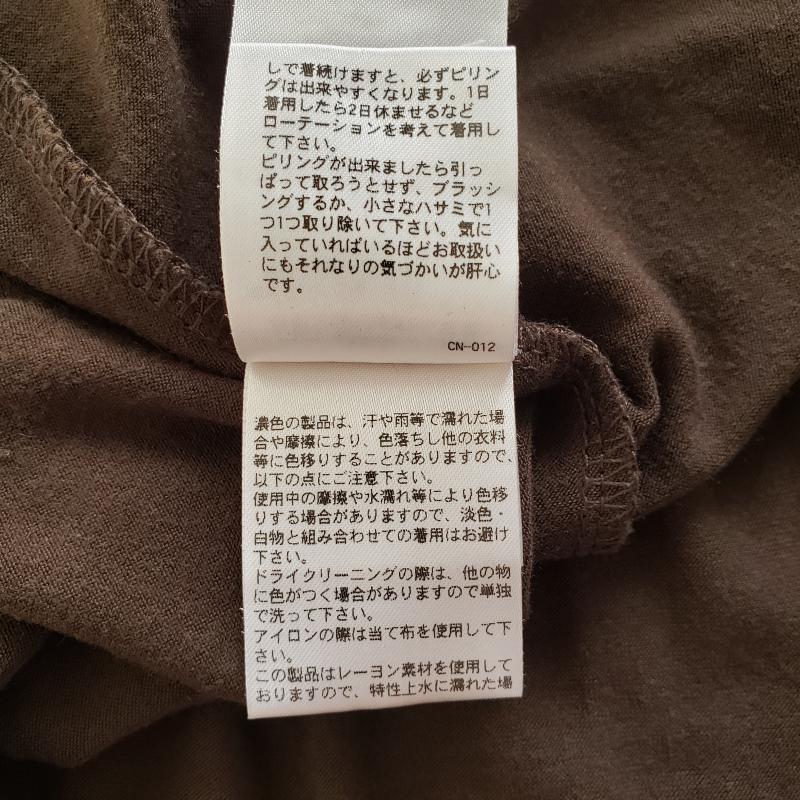 しで着続けますと、必ずピリン
グは出来やすくなります。1日
着用したら2日休ませるなど
ローテーションを考えて着用し
て下さい。
ピリングが出来ましたら引っ
ぱって取ろうとせず、ブラッシ
ングするか、小さなハサミで1
つ1つ取り除いて下さい。気に
入っていればいるほどお取扱い
にもそれなりの気づかいが肝心
です。
CN-012
濃色の製品は、汗や雨等で濡れた場
合や摩擦により、色落ちし他の衣料
等に色移りすることがありますので、
以下の点にご注意下さい。
使用中の摩擦や水濡れ等により色移
りする場合がありますので、淡色・
白物と組み合わせての着用はお避け
下さい。
ドライクリーニングの際は、他の物
に色がつく場合がありますので単独
で洗って下さい。
アイロンの際は当て布を使用して下
さい。
この製品はレーヨン素材を使用して
おりますので、特性上水に濡れた場